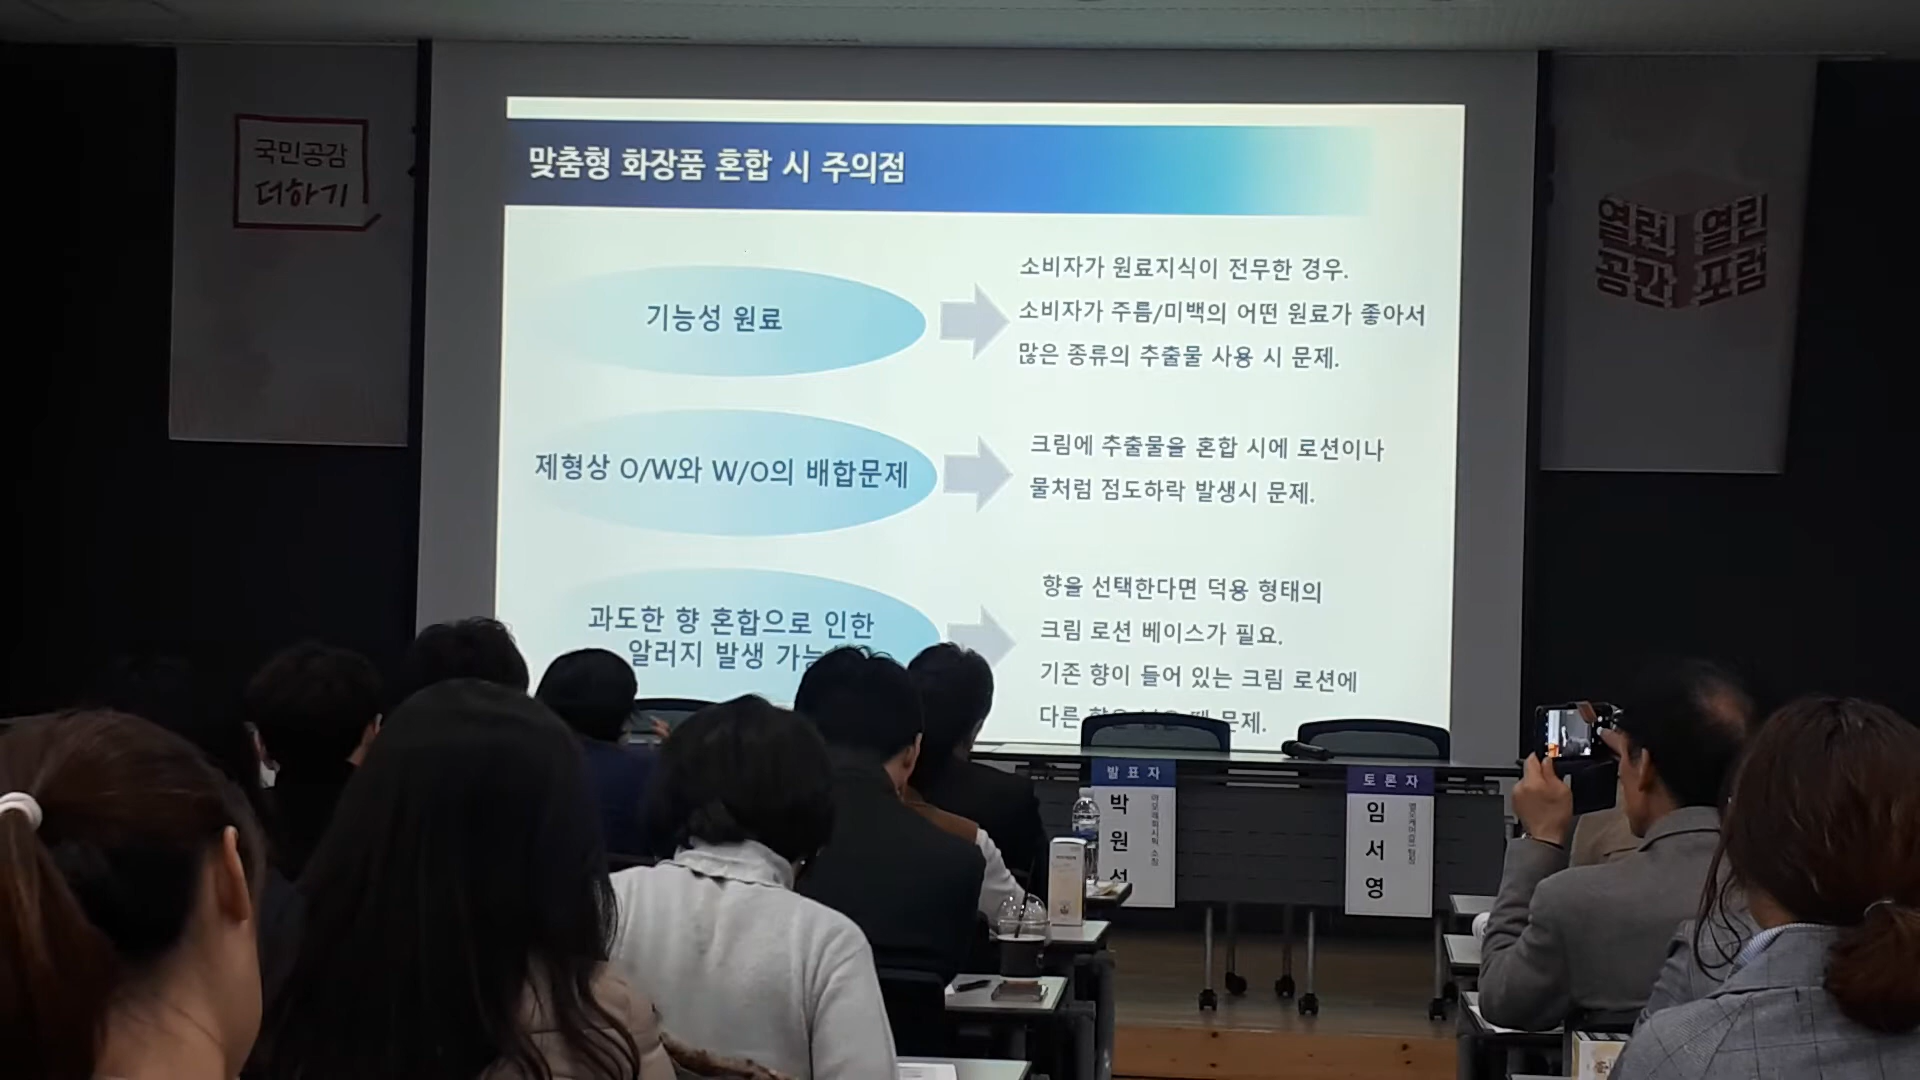 국민공감
더하기
맞춤형 화장품 혼합 시 주의점
기능성 원료
소비자가 원료지식이 전무한 경우.
소비자가 주름/미백의 어떤 원료가 좋아서
많은 종류의 추출물 사용 시 문제.
제형상 O/W와 W/O의 배합문제
크림에 추출물을 혼합 시에 로션이나
물처럼 점도하락 발생시 문제.
과도한 향 혼합으로 인한
알러지 발생
향을 선택한다면 덕용 형태의
크림 로션 베이스가 필요.
기존 향이 들어 있는 크림 로션에
다른 문제.
열린 열린
공간 포럼
발표자
박원석
토론자
임서영